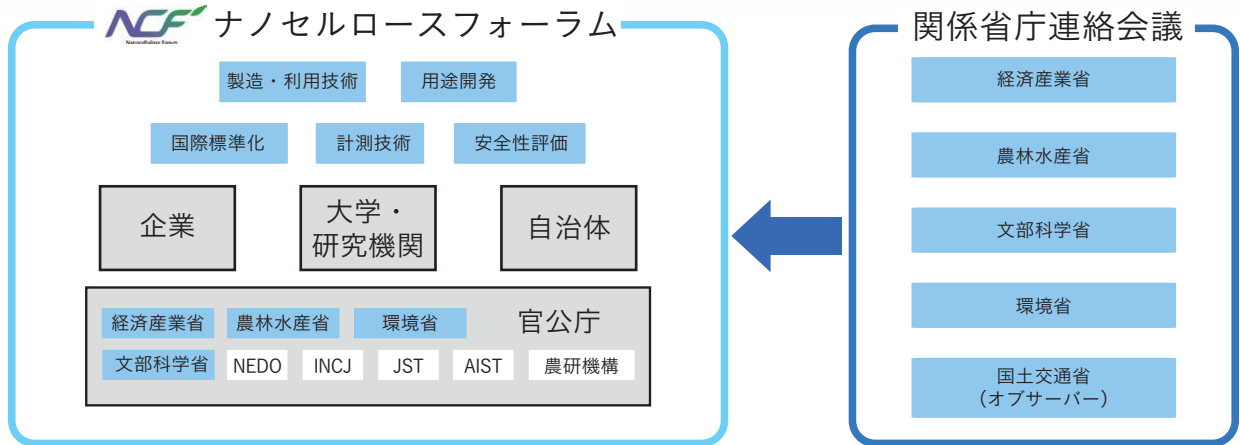 NCF ナノセルロースフォーラム
Nanocellulose Forum
製造・利用技術 用途開発
国際標準化 計測技術 安全性評価
企業
大学・
研究機関
自治体
経済産業省 農林水産省 環境省 官公庁
文部科学省 NEDO INCJ JST AIST 農研機構
関係省庁連絡会議
経済産業省
農林水産省
文部科学省
環境省
国土交通省
(オブサーバー)